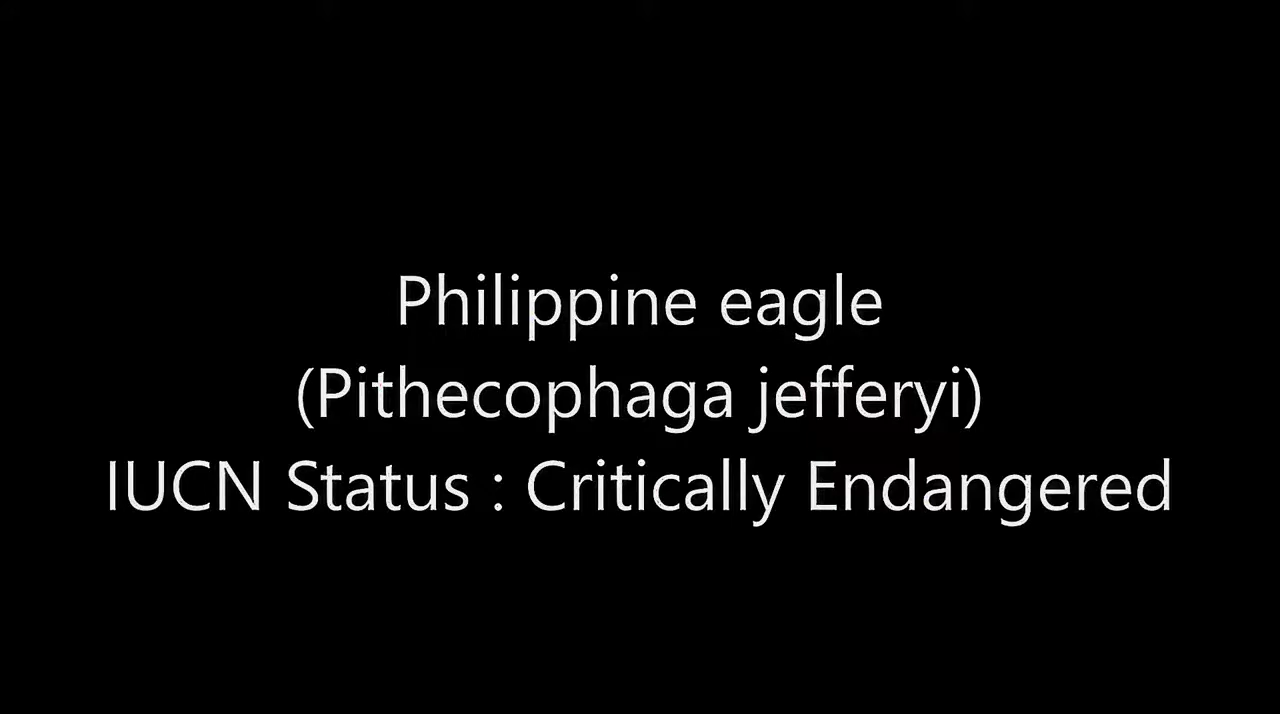 Philippine eagle
(Pithecophaga jefferyi)
IUCN Status : Critically Endangered